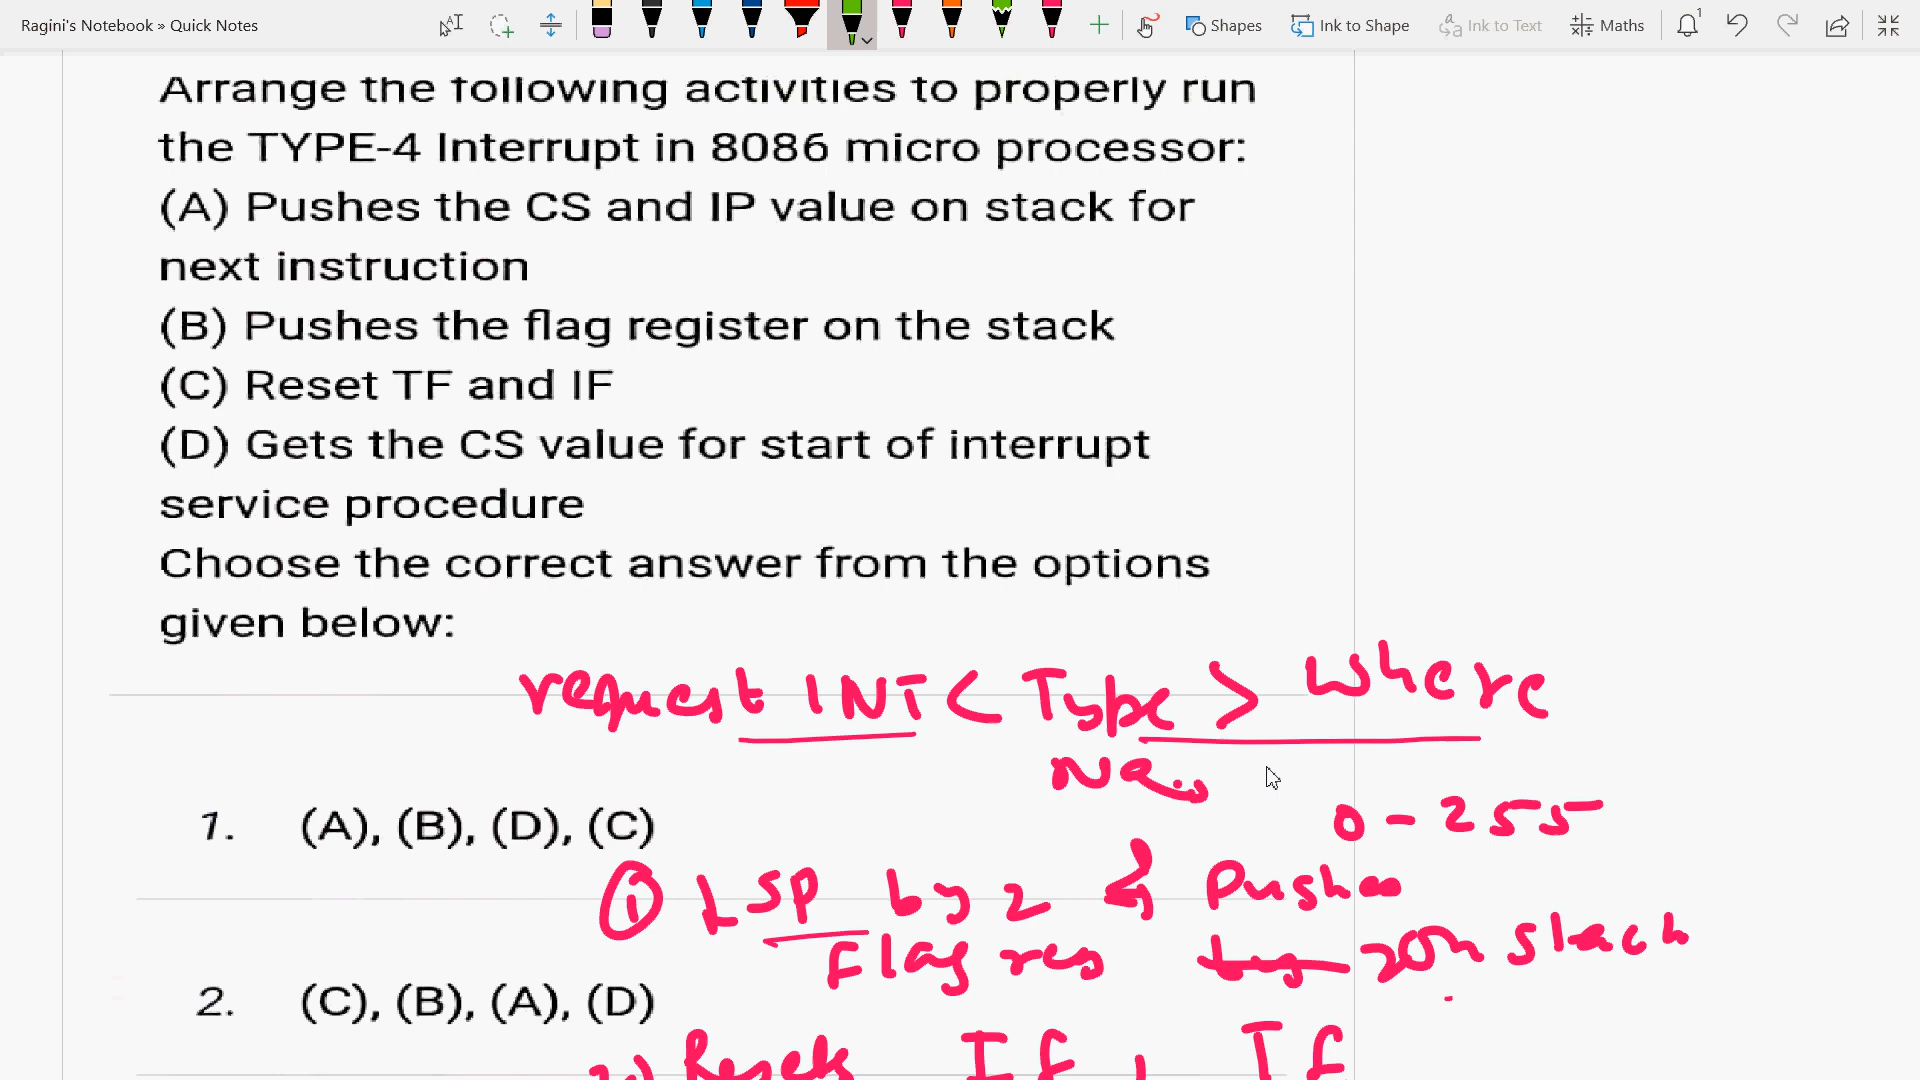 Ragini's Notebook » Quick Notes
Shapes Ink to Shape Ink to Text Maths 1
Arrange the following activities to properly run
the TYPE-4 Interrupt in 8086 micro processor:
(A) Pushes the CS and IP value on stack for
next instruction
(B) Pushes the flag register on the stack
(C) Reset TF and IF
(D) Gets the CS value for start of interrupt
service procedure
Choose the correct answer from the options
given below:
request INT < Type > where
No.
0 - 255
1. (A), (B), (D), (C)
① ↓ SP by 2 & Pushes
Flag reg on stack
2. (C), (B), (A), (D)
Resets IF,